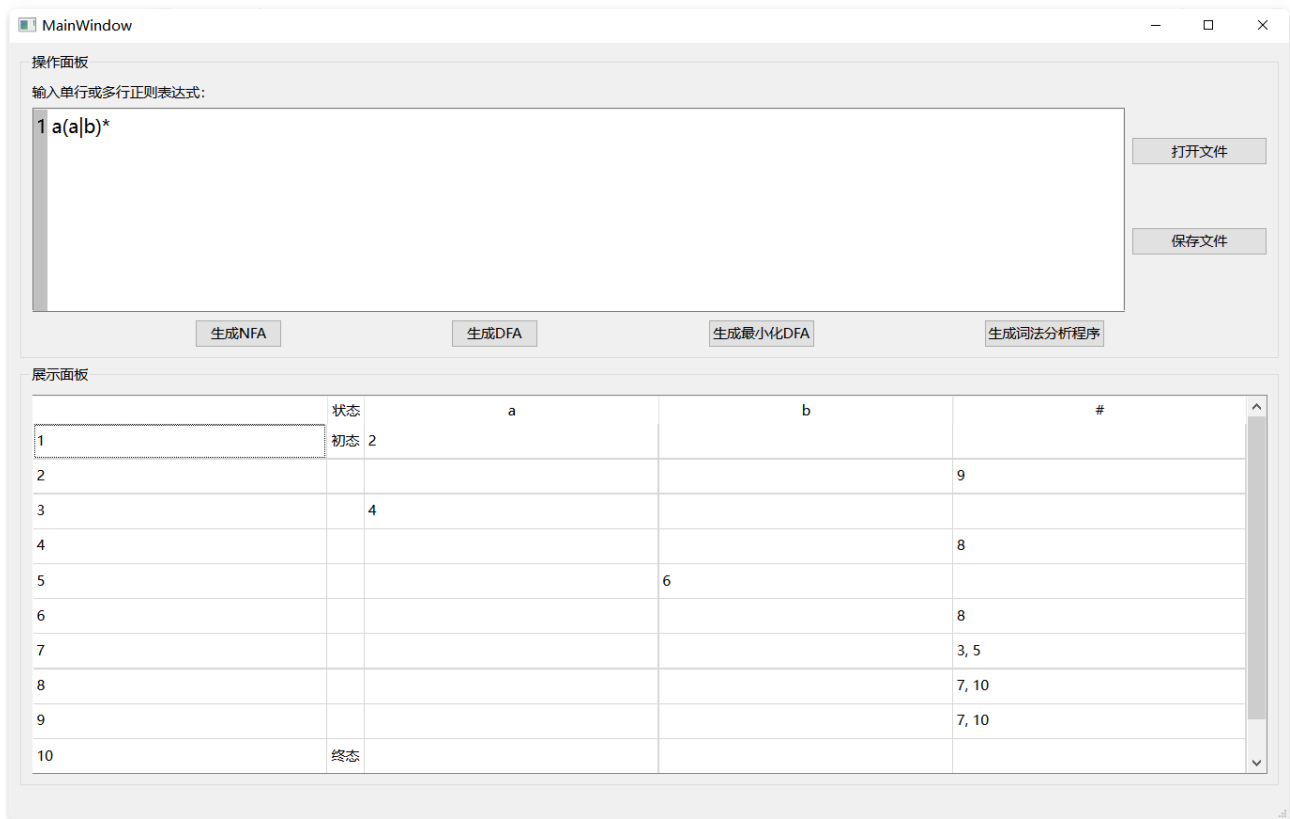 MainWindow
操作面板
输入单行或多行正则表达式:
1 a(a|b)*
打开文件
保存文件
生成NFA 生成DFA 生成最小化DFA 生成词法分析程序
展示面板
状态 a b #
1 初态 2
2 9
3 4
4 8
5 6
6 8
7 3, 5
8 7, 10
9 7, 10
10 终态